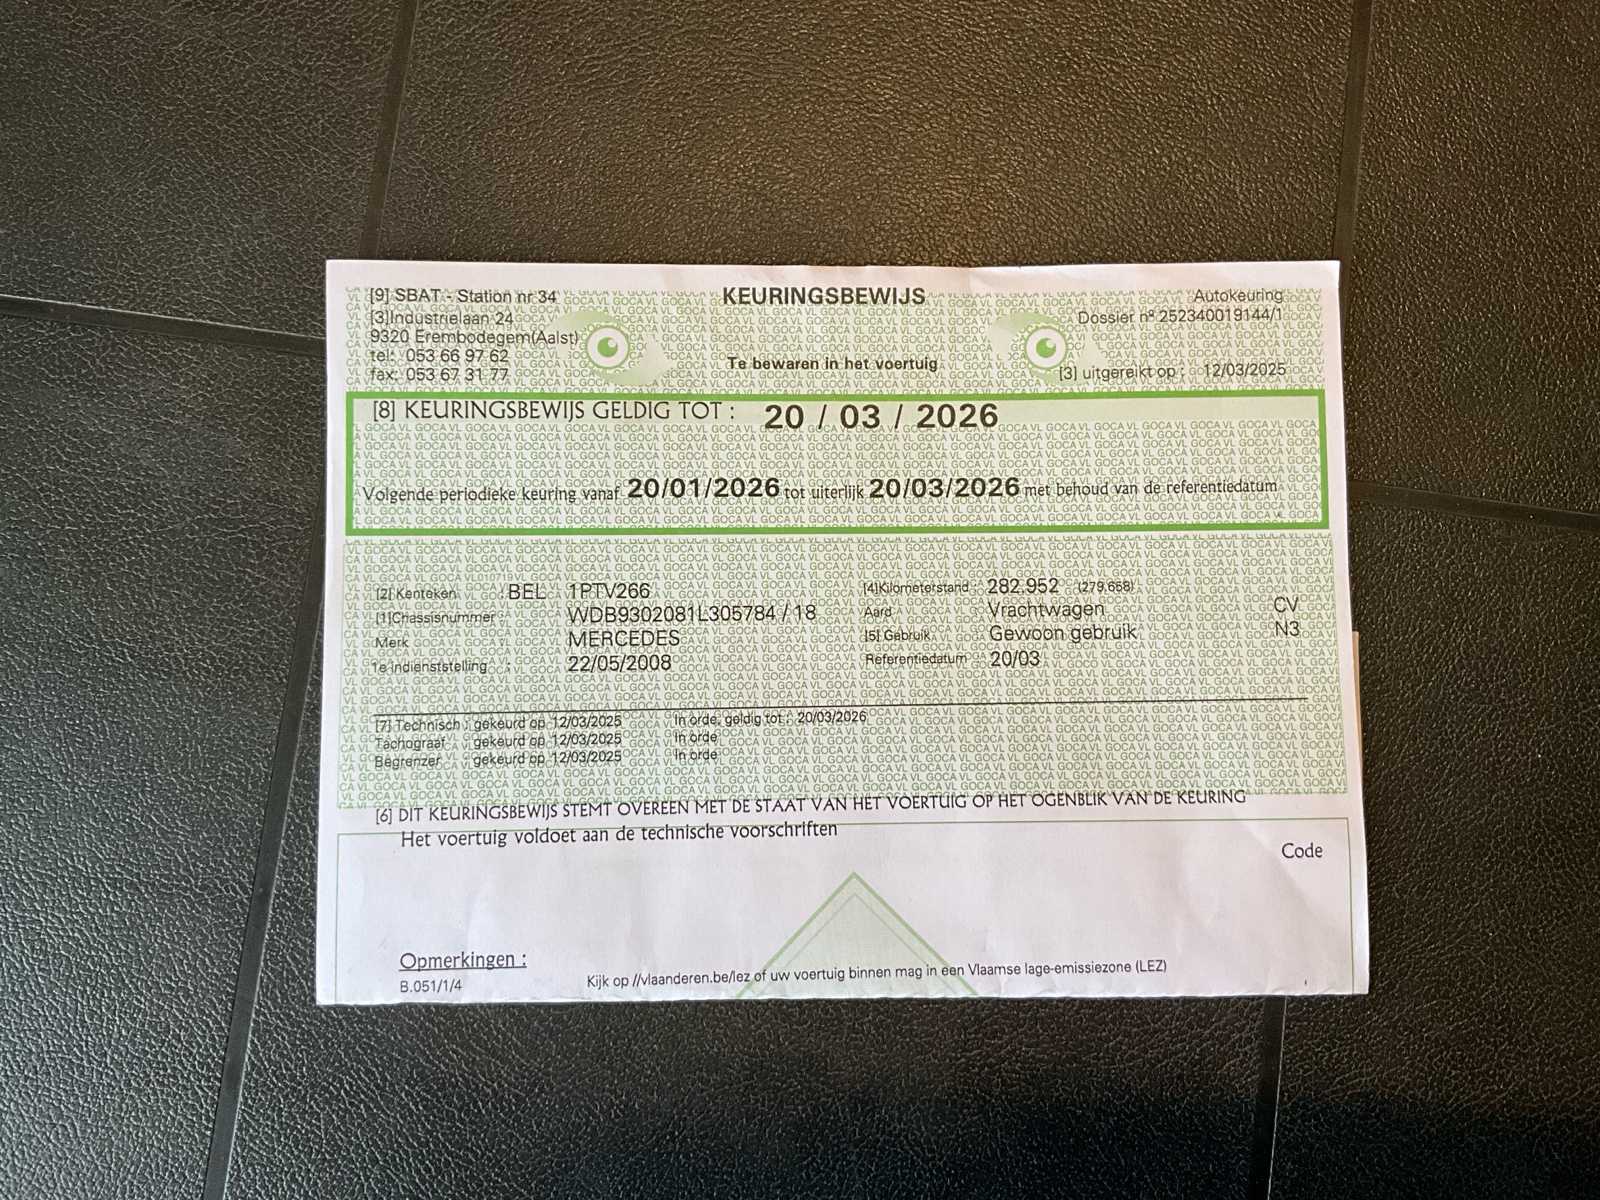 [9] SBAT - Station nr 34
[3]Industrielaan 24
9320 Erembodegem(Aalst)
tel: 053 66 97 62
fax: 053 67 31 77
KEURINGSBEWIJS
Te bewaren in het voertuig
Autokeuring
Dossier nº 252340019144/1
[3] uitgereikt op : 12/03/2025
[8] KEURINGSBEWIJS GELDIG TOT : 20 / 03 / 2026
Volgende periodieke keuring vanaf 20/01/2026 tot uiterlijk 20/03/2026 met behoud van de referentiedatum
[2] Kenteken : BEL 1PTV266
[1]Chassisnummer : WDB9302081L305784 / 18
Merk MERCEDES
1e indienststelling : 22/05/2008
[4]Kilometerstand : 282.952 (279.668)
Aard : Vrachtwagen CV
[5] Gebruik : Gewoon gebruik N3
Referentiedatum : 20/03
[7] Technisch : gekeurd op 12/03/2025 In orde, geldig tot : 20/03/2026
Tachograaf : gekeurd op 12/03/2025 In orde
Begrenzer : gekeurd op 12/03/2025 In orde
[6] DIT KEURINGSBEWIJS STEMT OVEREEN MET DE STAAT VAN HET VOERTUIG OP HET OGENBLIK VAN DE KEURING
Het voertuig voldoet aan de technische voorschriften
Code
Opmerkingen :
B.051/1/4
Kijk op //vlaanderen.be/lez of uw voertuig binnen mag in een Vlaamse lage-emissiezone (LEZ)